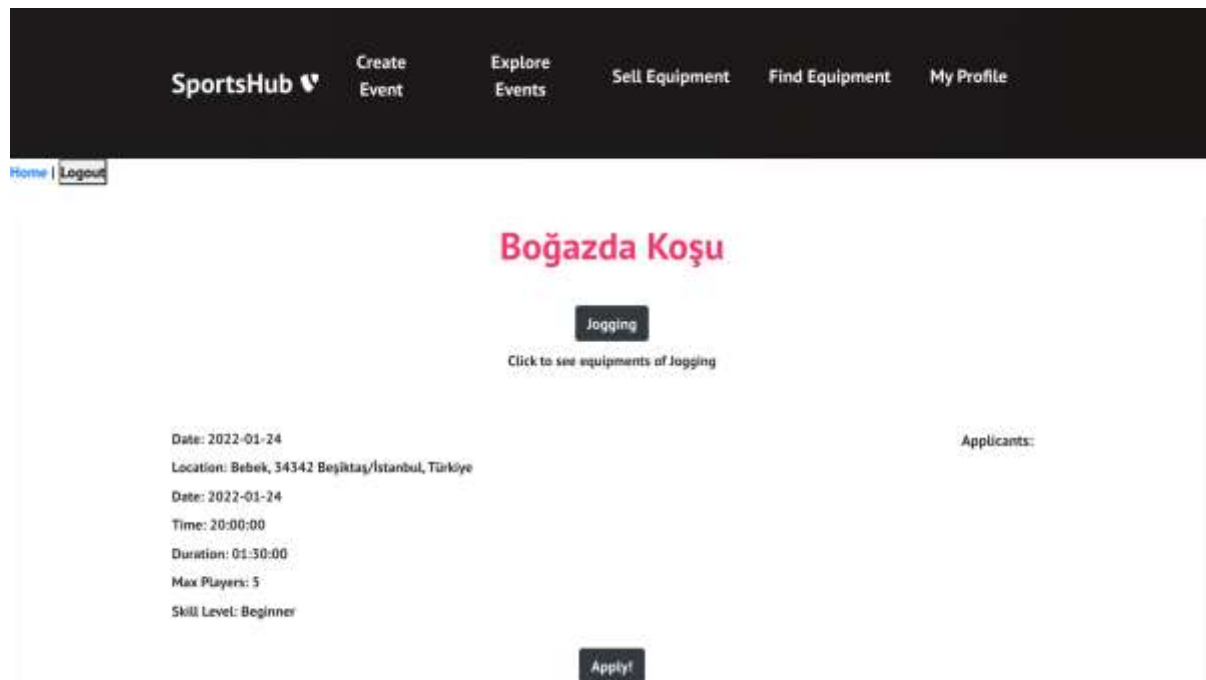 SportsHub
Create Event
Explore Events
Sell Equipment
Find Equipment
My Profile
Home | Logout
Boğazda Koşu
Jogging
Click to see equipments of Jogging
Date: 2022-01-24
Location: Bebek, 34342 Beşiktaş/İstanbul, Türkiye
Date: 2022-01-24
Time: 20:00:00
Duration: 01:30:00
Max Players: 5
Skill Level: Beginner
Applicants:
Apply!